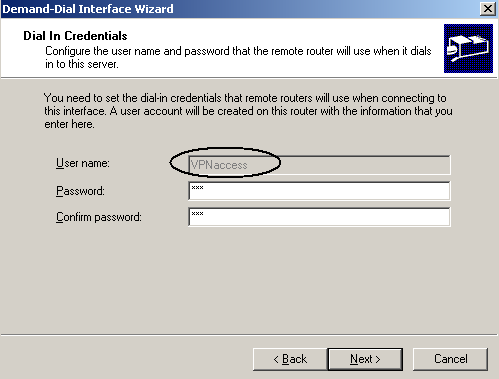 Demand-Dial Interface Wizard
Dial In Credentials
Configure the user name and password that the remote router will use when it dials
in to this server.
You need to set the dial-in credentials that remote routers will use when connecting to
this interface. A user account will be created on this router with the information that you
enter here.
User name: VPNaccess
Password: ***
Confirm password: ***
< Back Next > Cancel